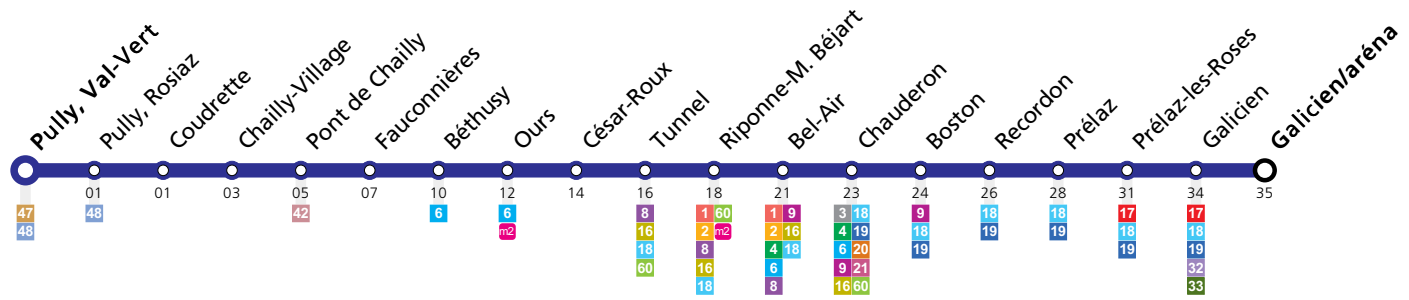 Pully, Val-Vert
Pully, Rosiaz
Coudrette
Chailly-Village
Pont de Chailly
Fauconnières
Béthusy
Ours
César-Roux
Tunnel
Riponne-M. Béjart
Bel-Air
Chauderon
Boston
Recordon
Prélaz
Prélaz-les-Roses
Galicien
Galicien/aréna
01 01 03 05 07 10 12 14 16 18 21 23 24 26 28 31 34 35
47 48 42 6 6 8 1 60 1 9 3 18 9 18 18 17 17
48 m2 16 2 m2 2 16 4 19 18 19 19 18 18
18 8 4 18 6 20 19 19 19
60 16 6 9 21 32
18 8 16 60 33